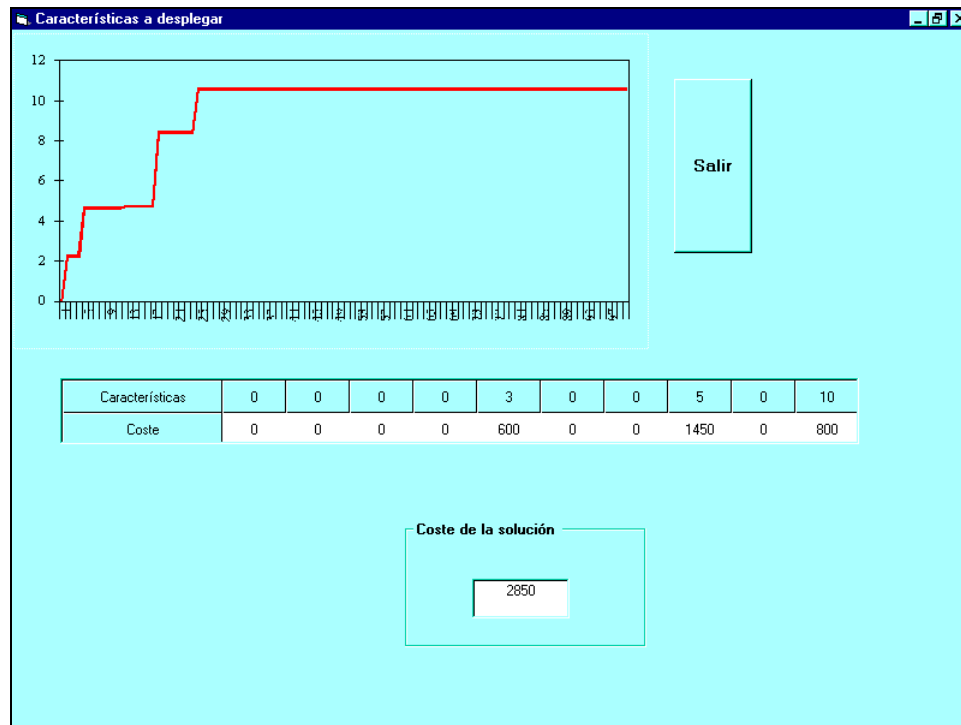 Características a desplegar
12
10
8
6
4
2
0
Salir
Características 0 0 0 0 3 0 0 5 0 10
Coste 0 0 0 0 600 0 0 1450 0 800
Coste de la solución
2850